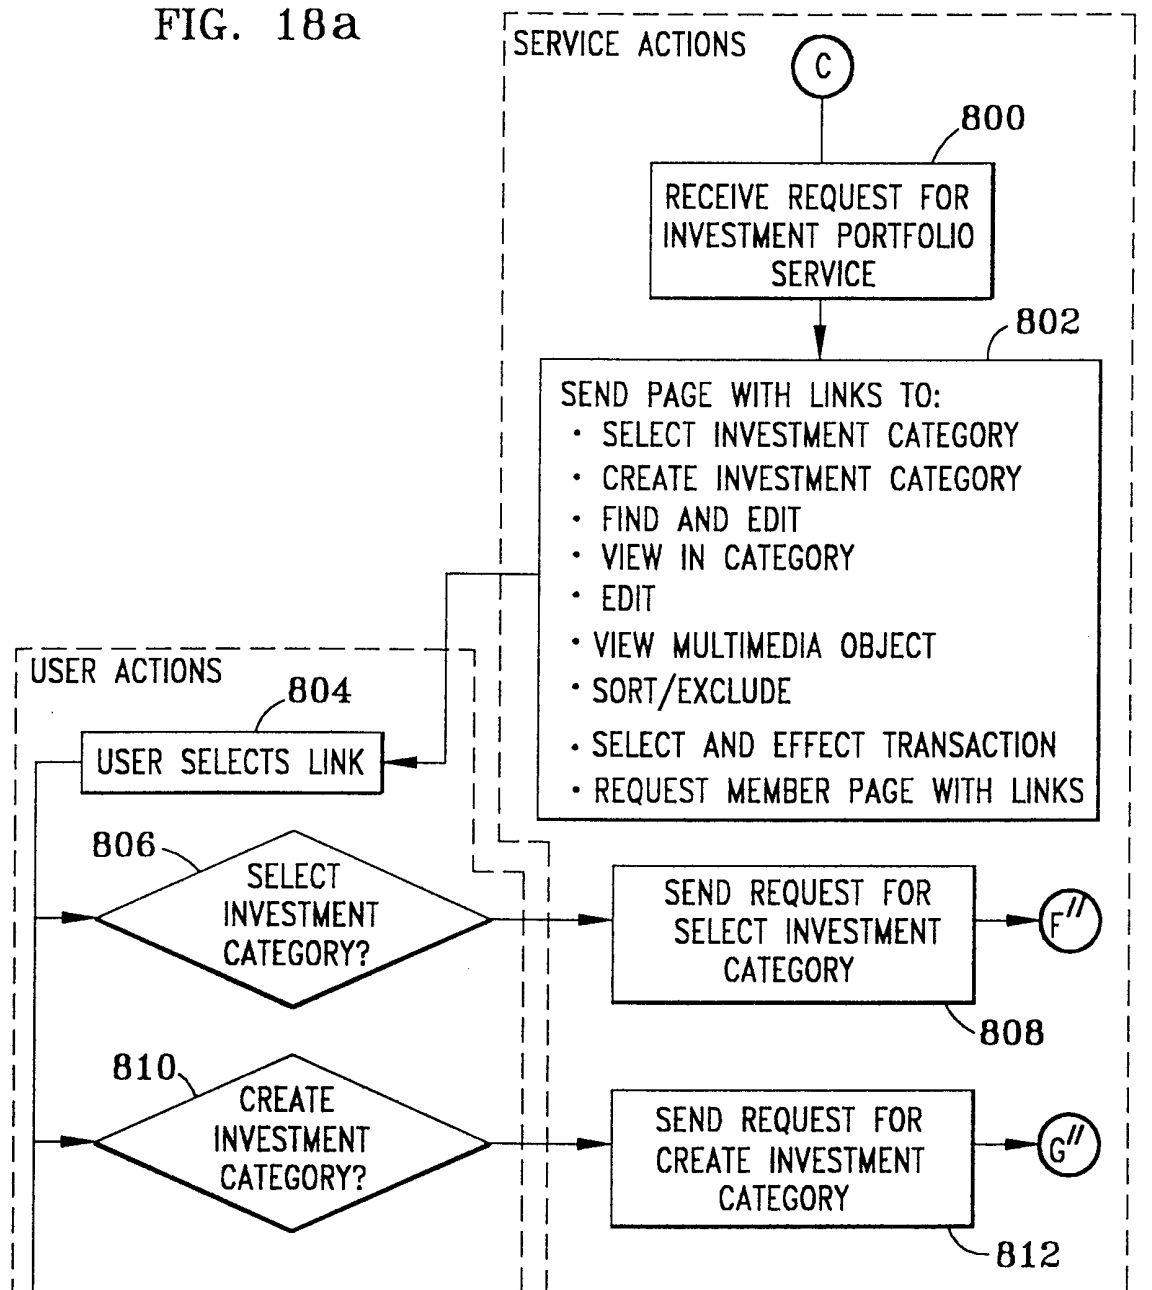 FIG. 18a
SERVICE ACTIONS
C
800
RECEIVE REQUEST FOR
INVESTMENT PORTFOLIO
SERVICE
802
SEND PAGE WITH LINKS TO:
• SELECT INVESTMENT CATEGORY
• CREATE INVESTMENT CATEGORY
• FIND AND EDIT
• VIEW IN CATEGORY
• EDIT
• VIEW MULTIMEDIA OBJECT
• SORT/EXCLUDE
• SELECT AND EFFECT TRANSACTION
• REQUEST MEMBER PAGE WITH LINKS
USER ACTIONS
804
USER SELECTS LINK
806
SELECT
INVESTMENT
CATEGORY?
SEND REQUEST FOR
SELECT INVESTMENT
CATEGORY
F"
808
810
CREATE
INVESTMENT
CATEGORY?
SEND REQUEST FOR
CREATE INVESTMENT
CATEGORY
G"
812